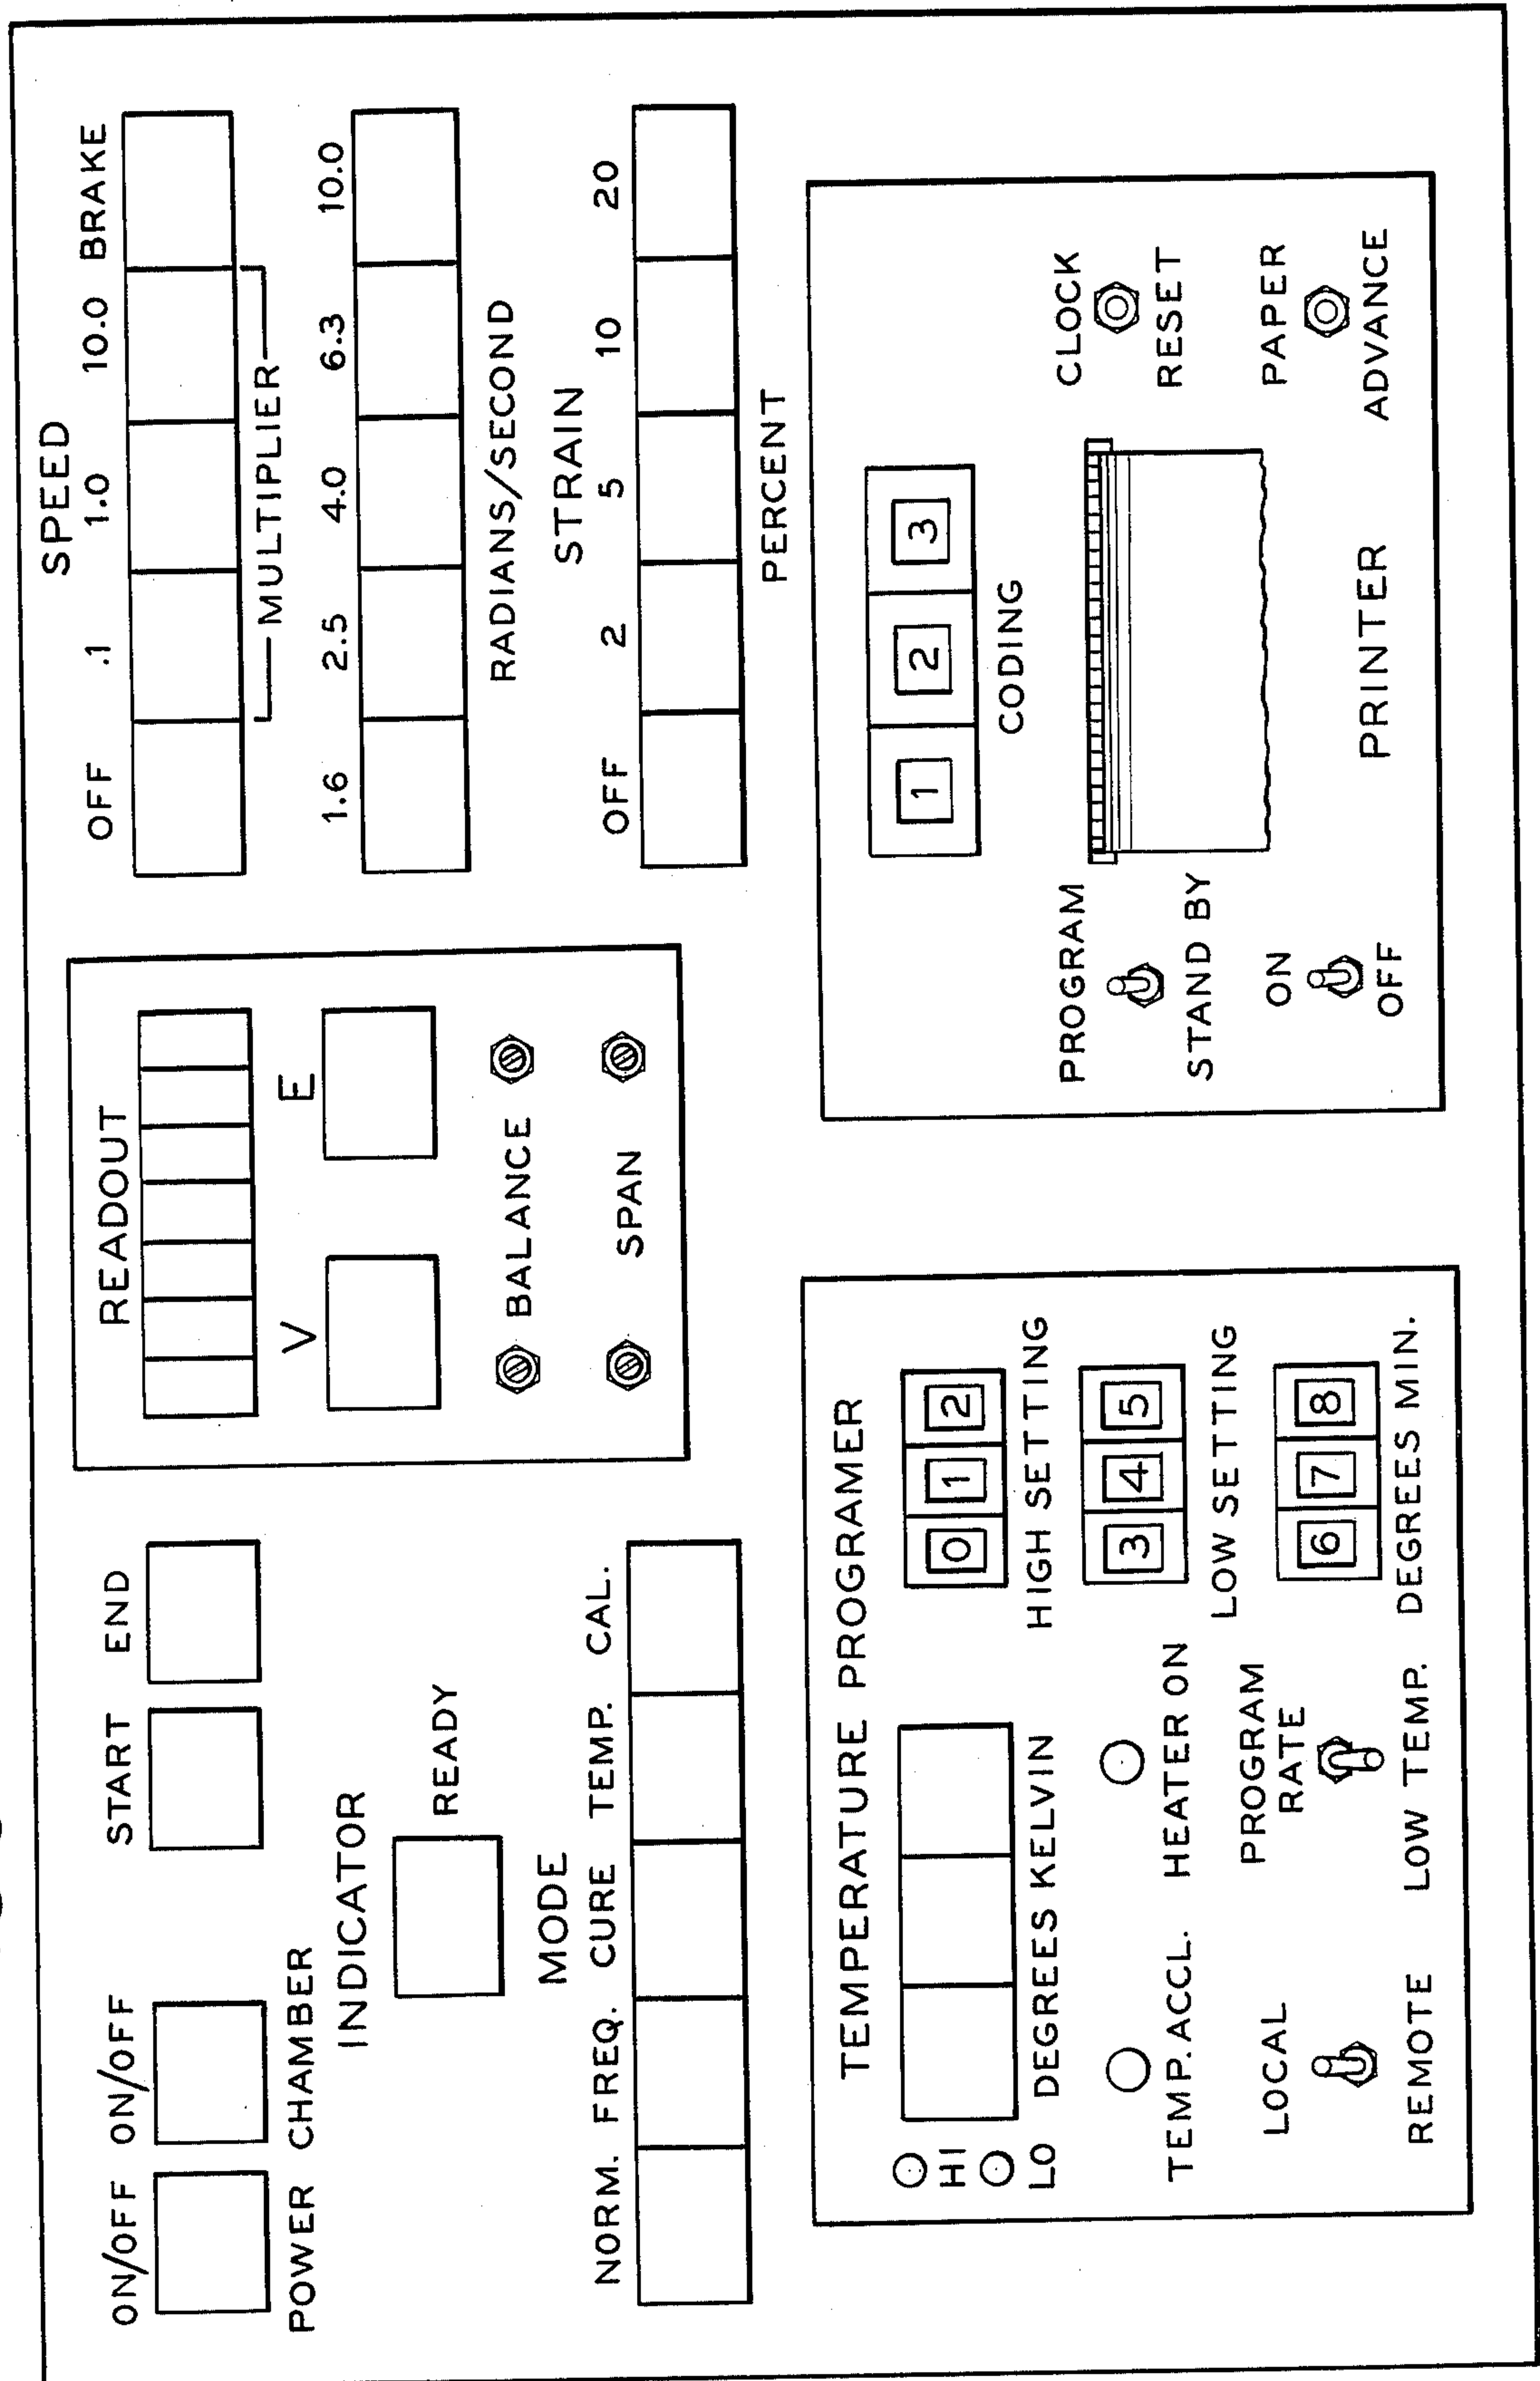 ON/OFF ON/OFF START END
POWER CHAMBER
INDICATOR
READY
MODE
NORM. FREQ. CURE TEMP. CAL.
READOUT
V E
BALANCE
SPAN
SPEED
OFF .1 1.0 10.0 BRAKE
MULTIPLIER
1.6 2.5 4.0 6.3 10.0
RADIANS/SECOND
STRAIN
OFF 2 5 10 20
PERCENT
TEMPERATURE PROGRAMER
HI
LO
DEGREES KELVIN
0 1 2
HIGH SETTING
TEMP. ACCL. HEATER ON
3 4 5
LOW SETTING
LOCAL
REMOTE
PROGRAM
RATE
LOW TEMP.
6 7 8
DEGREES MIN.
1 2 3
CODING
PROGRAM
STAND BY
CLOCK
RESET
ON
OFF
PRINTER
PAPER
ADVANCE